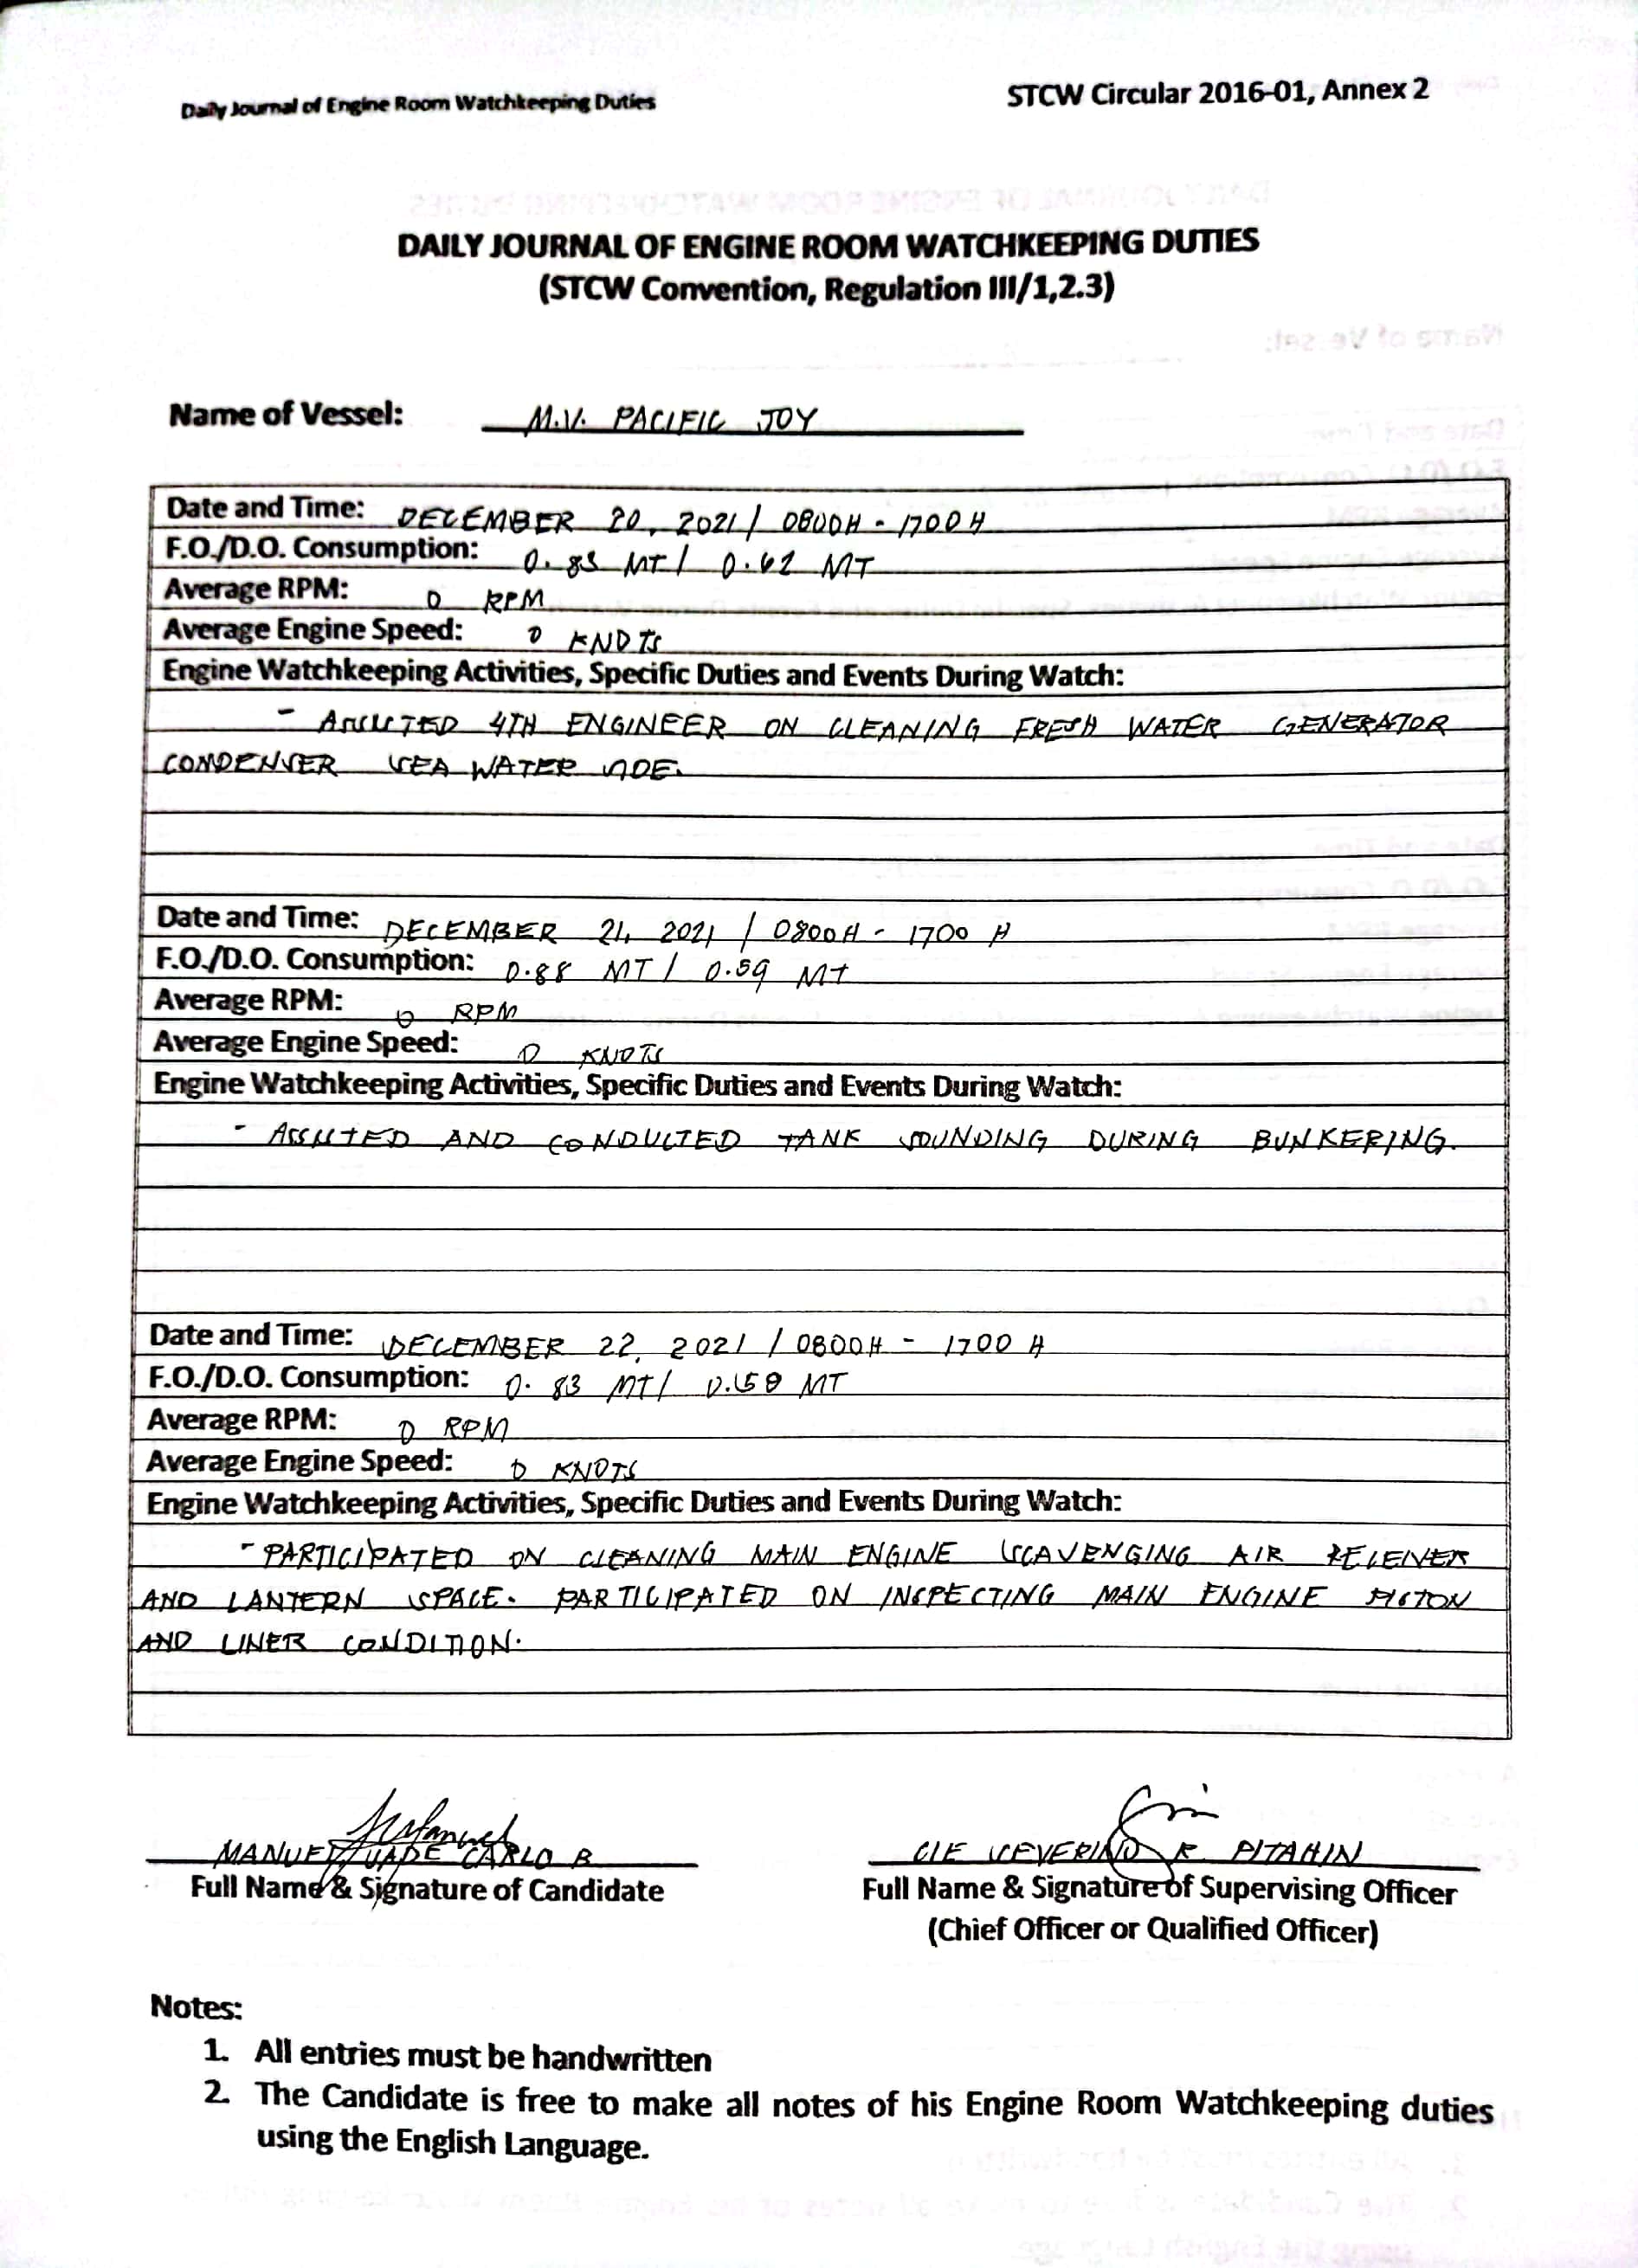 Daily Journal of Engine Room Watchkeeping Duties
STCW Circular 2016-01, Annex 2
DAILY JOURNAL OF ENGINE ROOM WATCHKEEPING DUTIES
(STCW Convention, Regulation III/1,2.3)
Name of Vessel: M.V. PACIFIC JOY
Date and Time: DECEMBER 20, 2021 / 0800H - 1700 H
F.O./D.O. Consumption: 0.83 MT / 0.62 MT
Average RPM: 0 RPM
Average Engine Speed: 0 KNOTS
Engine Watchkeeping Activities, Specific Duties and Events During Watch:
- ASSISTED 4TH ENGINEER ON CLEANING FRESH WATER GENERATOR
CONDENSER SEA WATER SIDE.
Date and Time: DECEMBER 21, 2021 / 0800H - 1700 H
F.O./D.O. Consumption: 0.88 MT / 0.59 MT
Average RPM: 0 RPM
Average Engine Speed: 0 KNOTS
Engine Watchkeeping Activities, Specific Duties and Events During Watch:
- ASSISTED AND CONDUCTED TANK SOUNDING DURING BUNKERING.
Date and Time: DECEMBER 22, 2021 / 0800H - 1700 H
F.O./D.O. Consumption: 0.83 MT / MT
Average RPM: 0 RPM
Average Engine Speed: 0 KNOTS
Engine Watchkeeping Activities, Specific Duties and Events During Watch:
- PARTICIPATED ON CLEANING MAIN ENGINE SCAVENGING AIR RECEIVER
AND LANTERN SPACE. PARTICIPATED ON INSPECTING MAIN ENGINE PISTON
AND LINER CONDITION.
MANUEL CARLO B
C/E SEVERINO R. PITAHIN
Full Name & Signature of Candidate
Full Name & Signature of Supervising Officer
(Chief Officer or Qualified Officer)
Notes:
1. All entries must be handwritten
2. The Candidate is free to make all notes of his Engine Room Watchkeeping duties
using the English Language.